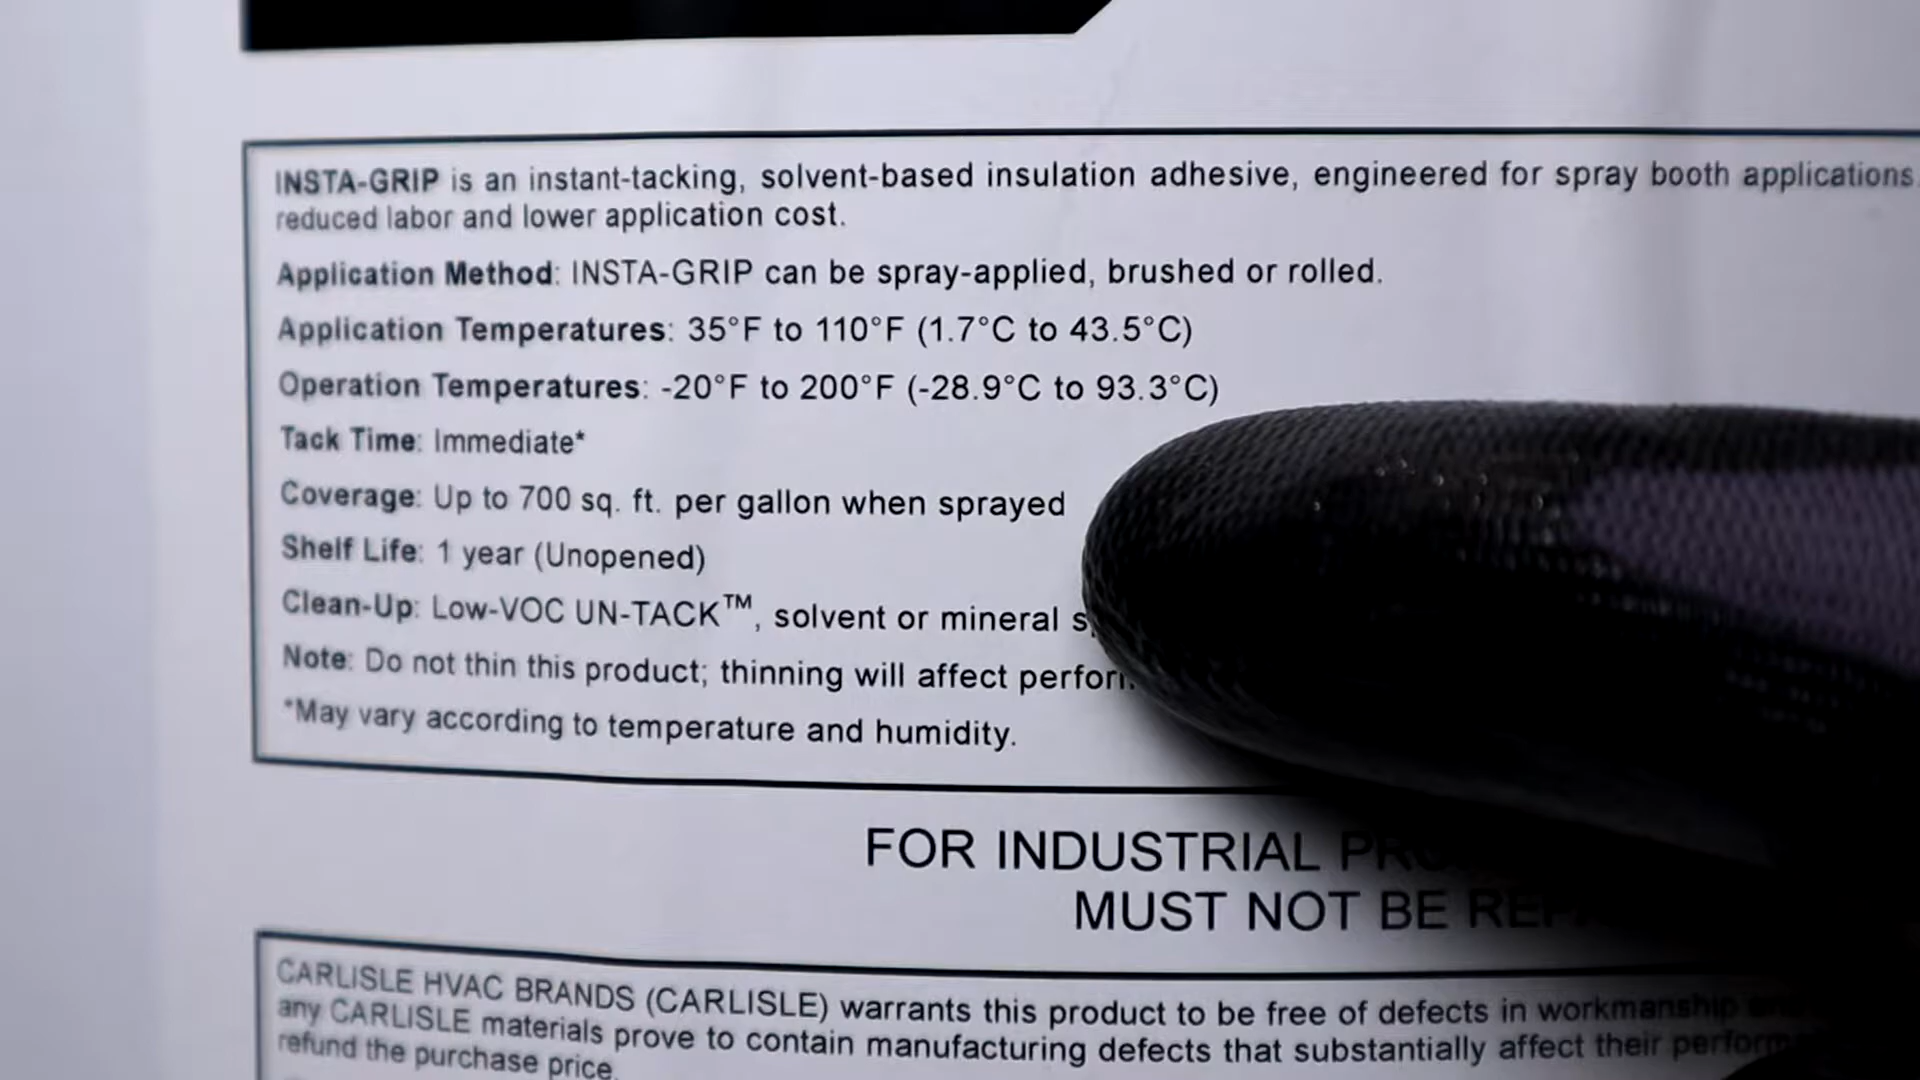 INSTA-GRIP is an instant-tacking, solvent-based insulation adhesive, engineered for spray booth applications.
reduced labor and lower application cost.
Application Method: INSTA-GRIP can be spray-applied, brushed or rolled.
Application Temperatures: 35°F to 110°F (1.7°C to 43.5°C)
Operation Temperatures: -20°F to 200°F (-28.9°C to 93.3°C)
Tack Time: Immediate*
Coverage: Up to 700 sq. ft. per gallon when sprayed
Shelf Life: 1 year (Unopened)
Clean-Up: Low-VOC UN-TACK™, solvent or mineral
Note: Do not thin this product; thinning will affect
*May vary according to temperature and humidity.
FOR INDUSTRIAL
MUST NOT BE
CARLISLE HVAC BRANDS (CARLISLE) warrants this product to be free of defects in workmanship
any CARLISLE materials prove to contain manufacturing defects that substantially affect their
refund the purchase price.